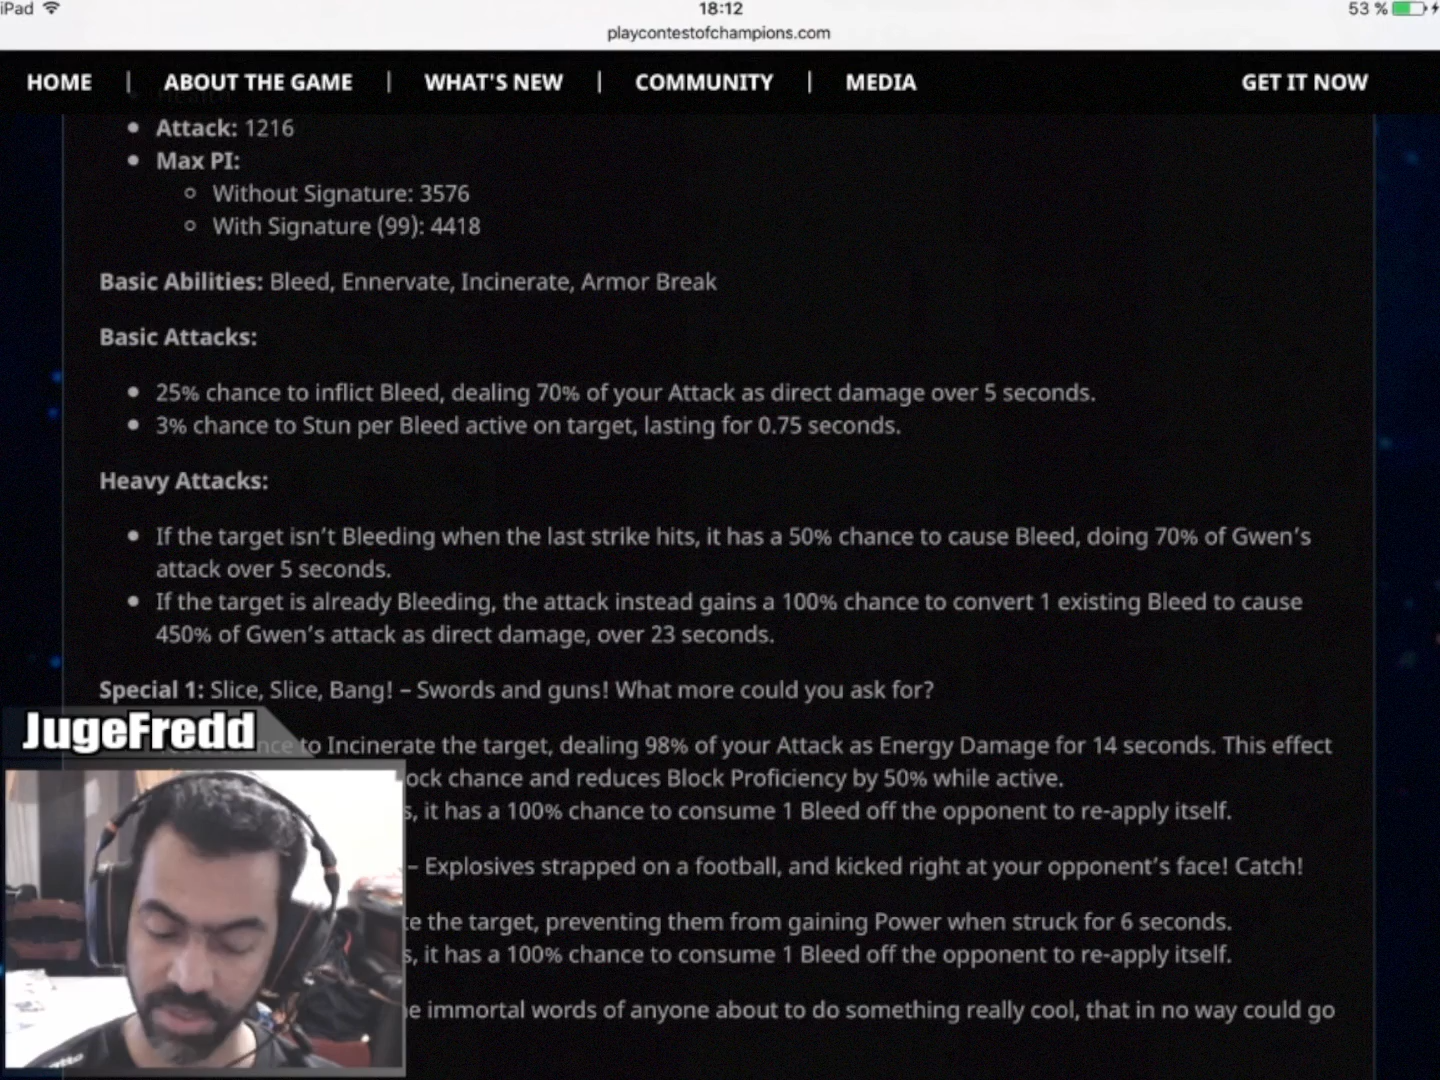 iPad 18:12 53 %
playcontestofchampions.com
HOME | ABOUT THE GAME | WHAT'S NEW | COMMUNITY | MEDIA GET IT NOW
• Attack: 1216
• Max PI:
○ Without Signature: 3576
○ With Signature (99): 4418
Basic Abilities: Bleed, Ennervate, Incinerate, Armor Break
Basic Attacks:
• 25% chance to inflict Bleed, dealing 70% of your Attack as direct damage over 5 seconds.
• 3% chance to Stun per Bleed active on target, lasting for 0.75 seconds.
Heavy Attacks:
• If the target isn’t Bleeding when the last strike hits, it has a 50% chance to cause Bleed, doing 70% of Gwen’s
attack over 5 seconds.
• If the target is already Bleeding, the attack instead gains a 100% chance to convert 1 existing Bleed to cause
450% of Gwen’s attack as direct damage, over 23 seconds.
Special 1: Slice, Slice, Bang! – Swords and guns! What more could you ask for?
JugeFredd
to Incinerate the target, dealing 98% of your Attack as Energy Damage for 14 seconds. This effect
chance and reduces Block Proficiency by 50% while active.
it has a 100% chance to consume 1 Bleed off the opponent to re-apply itself.
– Explosives strapped on a football, and kicked right at your opponent’s face! Catch!
the target, preventing them from gaining Power when struck for 6 seconds.
it has a 100% chance to consume 1 Bleed off the opponent to re-apply itself.
immortal words of anyone about to do something really cool, that in no way could go